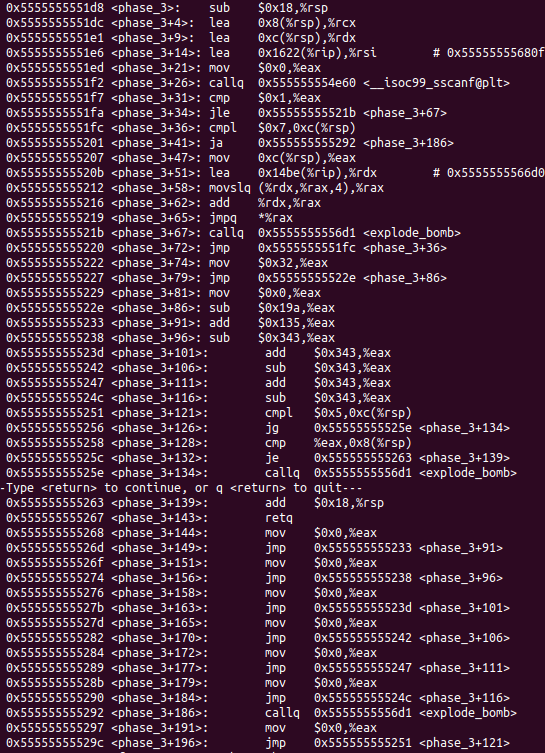 0x5555555551d8 <phase_3>: sub $0x18,%rsp
0x5555555551dc <phase_3+4>: lea 0x8(%rsp),%rcx
0x5555555551e1 <phase_3+9>: lea 0xc(%rsp),%rdx
0x5555555551e6 <phase_3+14>: lea 0x1622(%rip),%rsi # 0x55555555680f
0x5555555551ed <phase_3+21>: mov $0x0,%eax
0x5555555551f2 <phase_3+26>: callq 0x555555554e60 <__isoc99_sscanf@plt>
0x5555555551f7 <phase_3+31>: cmp $0x1,%eax
0x5555555551fa <phase_3+34>: jle 0x55555555521b <phase_3+67>
0x5555555551fc <phase_3+36>: cmpl $0x7,0xc(%rsp)
0x555555555201 <phase_3+41>: ja 0x555555555292 <phase_3+186>
0x555555555207 <phase_3+47>: mov 0xc(%rsp),%eax
0x55555555520b <phase_3+51>: lea 0x14be(%rip),%rdx # 0x5555555566d0
0x555555555212 <phase_3+58>: movslq (%rdx,%rax,4),%rax
0x555555555216 <phase_3+62>: add %rdx,%rax
0x555555555219 <phase_3+65>: jmpq *%rax
0x55555555521b <phase_3+67>: callq 0x5555555556d1 <explode_bomb>
0x555555555220 <phase_3+72>: jmp 0x5555555551fc <phase_3+36>
0x555555555222 <phase_3+74>: mov $0x32,%eax
0x555555555227 <phase_3+79>: jmp 0x55555555522e <phase_3+86>
0x555555555229 <phase_3+81>: mov $0x0,%eax
0x55555555522e <phase_3+86>: sub $0x19a,%eax
0x555555555233 <phase_3+91>: add $0x135,%eax
0x555555555238 <phase_3+96>: sub $0x343,%eax
0x55555555523d <phase_3+101>: add $0x343,%eax
0x555555555242 <phase_3+106>: sub $0x343,%eax
0x555555555247 <phase_3+111>: add $0x343,%eax
0x55555555524c <phase_3+116>: sub $0x343,%eax
0x555555555251 <phase_3+121>: cmpl $0x5,0xc(%rsp)
0x555555555256 <phase_3+126>: jg 0x55555555525e <phase_3+134>
0x555555555258 <phase_3+128>: cmp %eax,0x8(%rsp)
0x55555555525c <phase_3+132>: je 0x555555555263 <phase_3+139>
0x55555555525e <phase_3+134>: callq 0x5555555556d1 <explode_bomb>
-Type <return> to continue, or q <return> to quit---
0x555555555263 <phase_3+139>: add $0x18,%rsp
0x555555555267 <phase_3+143>: retq
0x555555555268 <phase_3+144>: mov $0x0,%eax
0x55555555526d <phase_3+149>: jmp 0x555555555233 <phase_3+91>
0x55555555526f <phase_3+151>: mov $0x0,%eax
0x555555555274 <phase_3+156>: jmp 0x555555555238 <phase_3+96>
0x555555555276 <phase_3+158>: mov $0x0,%eax
0x55555555527b <phase_3+163>: jmp 0x55555555523d <phase_3+101>
0x55555555527d <phase_3+165>: mov $0x0,%eax
0x555555555282 <phase_3+170>: jmp 0x555555555242 <phase_3+106>
0x555555555284 <phase_3+172>: mov $0x0,%eax
0x555555555289 <phase_3+177>: jmp 0x555555555247 <phase_3+111>
0x55555555528b <phase_3+179>: mov $0x0,%eax
0x555555555290 <phase_3+184>: jmp 0x55555555524c <phase_3+116>
0x555555555292 <phase_3+186>: callq 0x5555555556d1 <explode_bomb>
0x555555555297 <phase_3+191>: mov $0x0,%eax
0x55555555529c <phase_3+196>: jmp 0x555555555251 <phase_3+121>